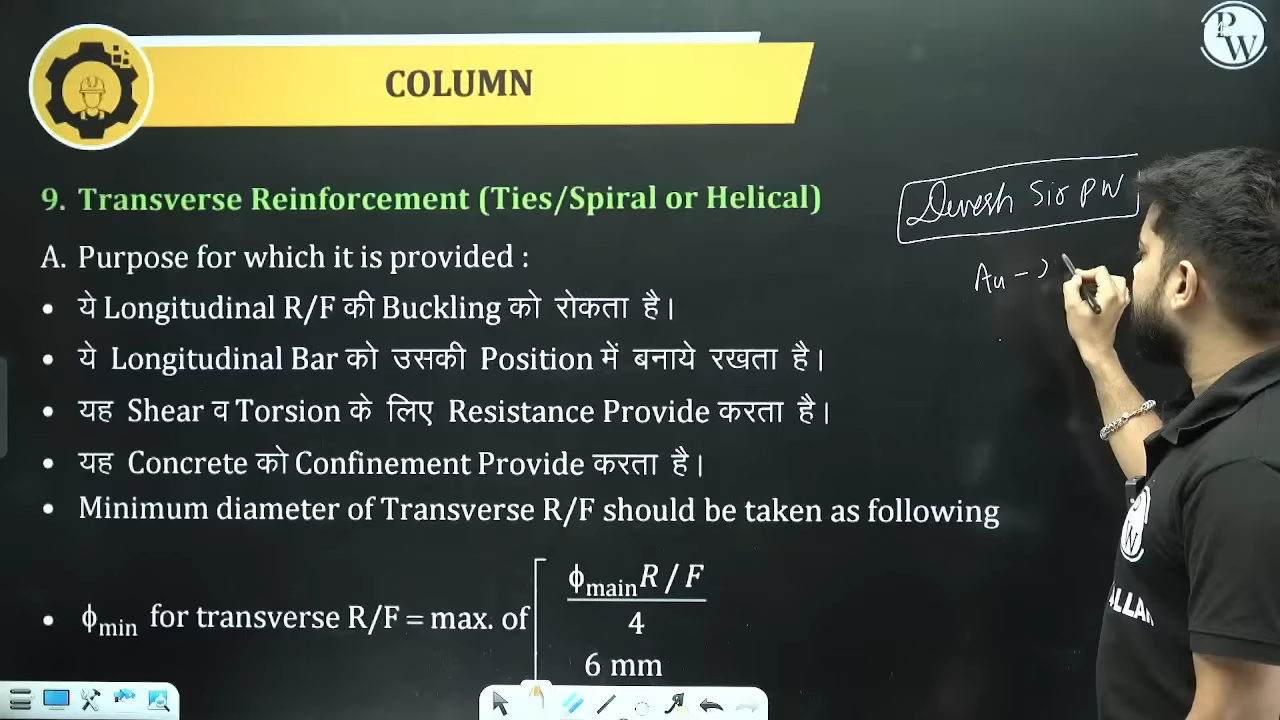 PW
COLUMN
9. Transverse Reinforcement (Ties/Spiral or Helical)
Devesh Sir PW
A. Purpose for which it is provided :
• ये Longitudinal R/F की Buckling को रोकता है।
• ये Longitudinal Bar को उसकी Position में बनाये रखता है।
• यह Shear व Torsion के लिए Resistance Provide करता है।
• यह Concrete को Confinement Provide करता है।
• Minimum diameter of Transverse R/F should be taken as following
• ϕmin for transverse R/F = max. of
ϕmain R / F
4
6 mm